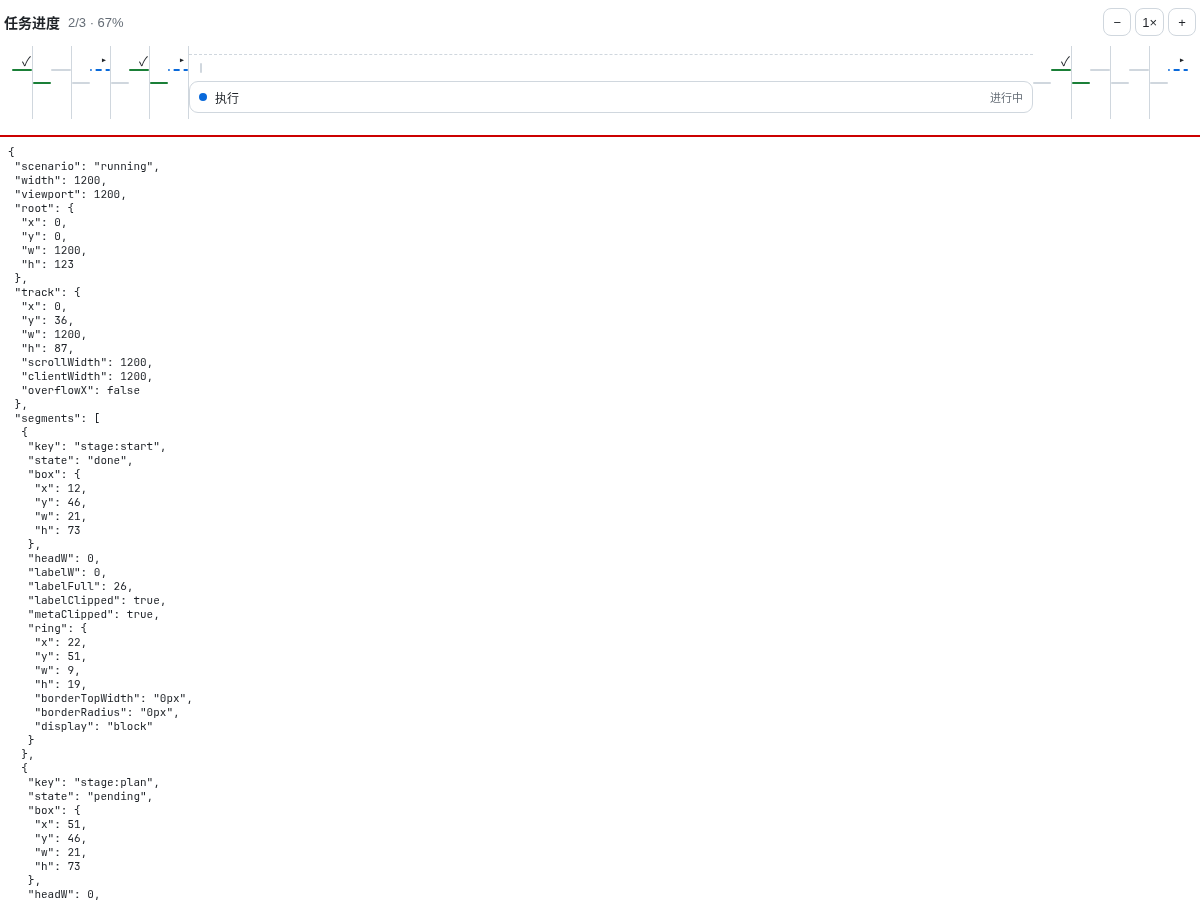 任务进度 2/3 · 67% − 1× +
✓ ▸ ✓ ▸ ✓ ▸
执行 进行中
{
"scenario": "running",
"width": 1200,
"viewport": 1200,
"root": {
"x": 0,
"y": 0,
"w": 1200,
"h": 123
},
"track": {
"x": 0,
"y": 36,
"w": 1200,
"h": 87,
"scrollWidth": 1200,
"clientWidth": 1200,
"overflowX": false
},
"segments": [
{
"key": "stage:start",
"state": "done",
"box": {
"x": 12,
"y": 46,
"w": 21,
"h": 73
},
"headW": 0,
"labelW": 0,
"labelFull": 26,
"labelClipped": true,
"metaClipped": true,
"ring": {
"x": 22,
"y": 51,
"w": 9,
"h": 19,
"borderTopWidth": "0px",
"borderRadius": "0px",
"display": "block"
}
},
{
"key": "stage:plan",
"state": "pending",
"box": {
"x": 51,
"y": 46,
"w": 21,
"h": 73
},
"headW": 0,